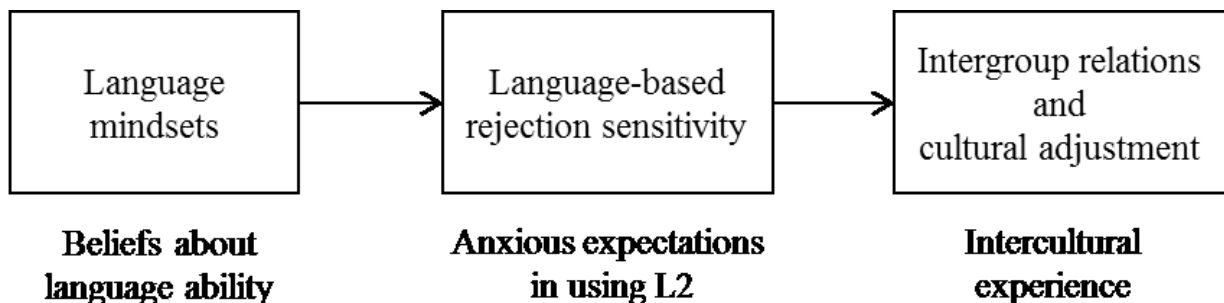 Language
mindsets
Language-based
rejection sensitivity
Intergroup relations
and
cultural adjustment
Beliefs about
language ability
Anxious expectations
in using L2
Intercultural
experience